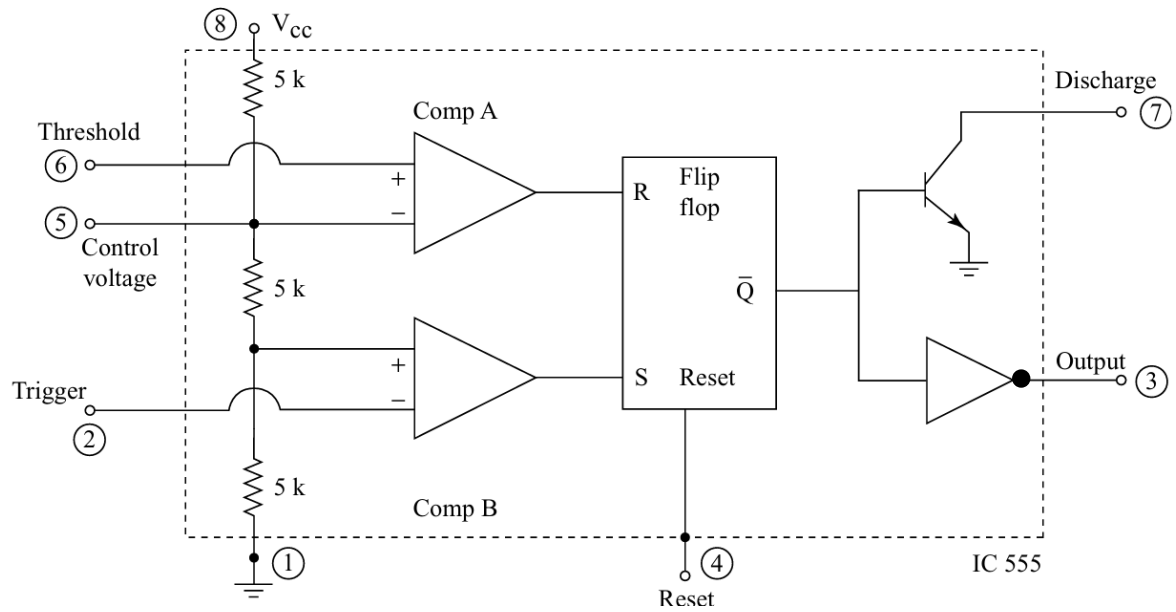 ⑧ Vcc
5 k
Discharge
⑦
Comp A
Threshold
⑥
+
R
Flip
flop
⑤
−
Control
voltage
5 k
Q̅
+
S
Reset
Output
③
Trigger
−
②
5 k
Comp B
①
④
IC 555
Reset